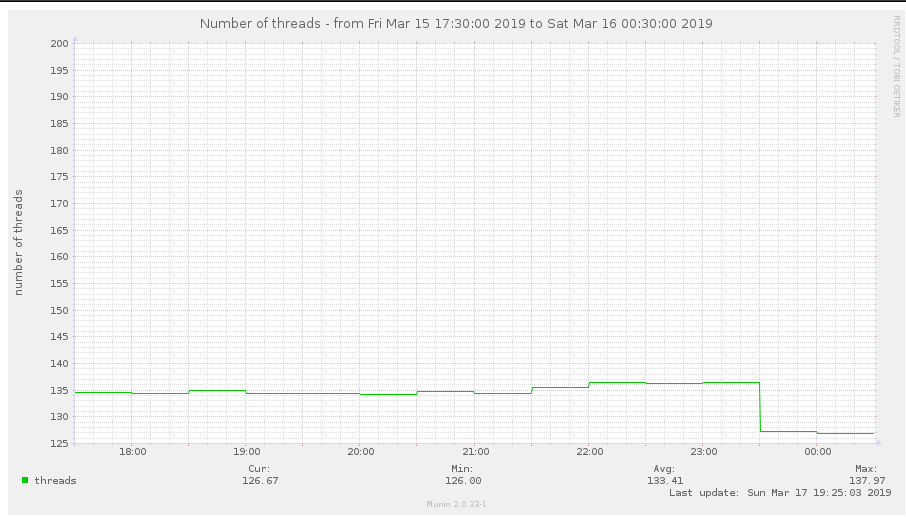 Number of threads - from Fri Mar 15 17:30:00 2019 to Sat Mar 16 00:30:00 2019
RRDTOOL / TOBI OETIKER
number of threads
200
195
190
185
180
175
170
165
160
155
150
145
140
135
130
125
18:00 19:00 20:00 21:00 22:00 23:00 00:00
Cur: Min: Avg: Max:
threads 126.67 126.00 133.41 137.97
Last update: Sun Mar 17 19:25:03 2019
Munin 2.0.33-1